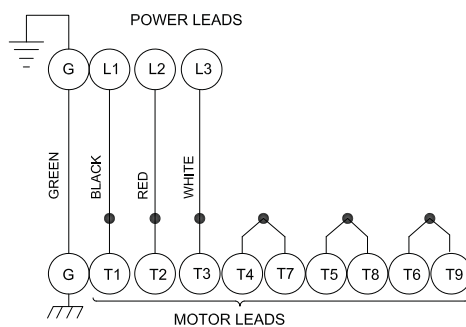 POWER LEADS
G L1 L2 L3
GREEN
BLACK
RED
WHITE
G T1 T2 T3 T4 T7 T5 T8 T6 T9
MOTOR LEADS